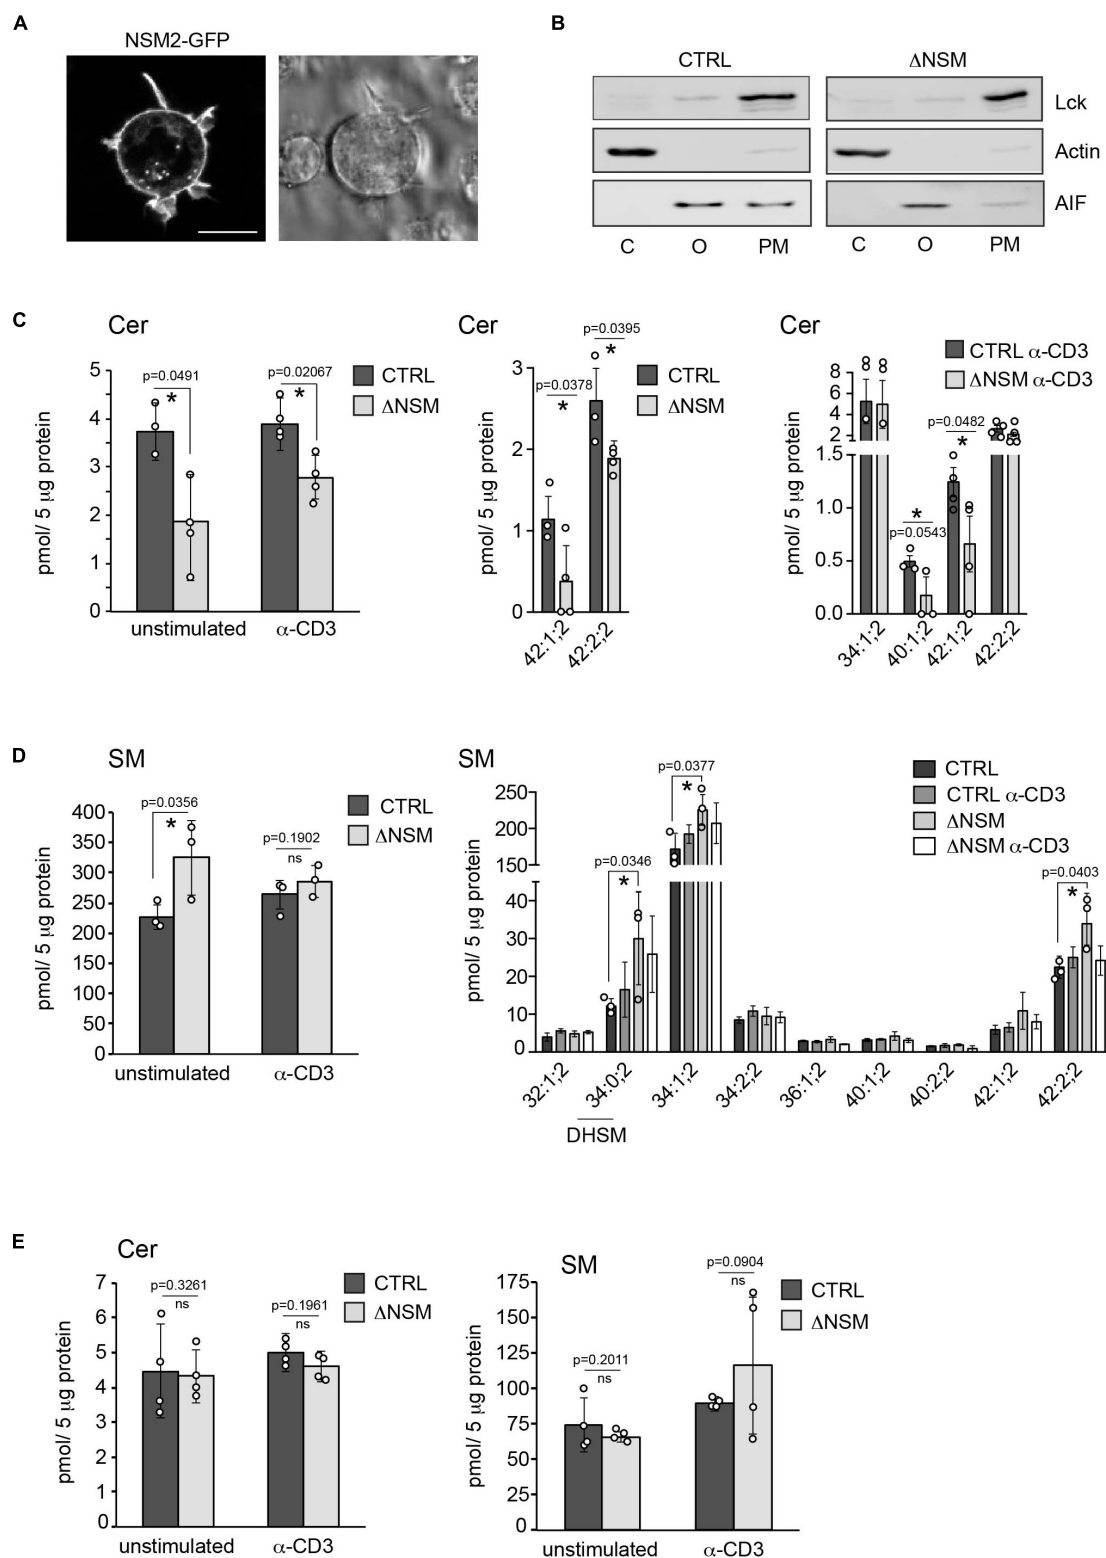 A
NSM2-GFP
B
CTRL ΔNSM
Lck
Actin
AIF
C O PM C O PM
C
Cer
pmol/ 5 µg protein
5
4
3
2
1
0
p=0.0491
*
p=0.02067
*
CTRL
ΔNSM
unstimulated α-CD3
Cer
pmol/ 5 µg protein
3
2
1
0
p=0.0378
*
p=0.0395
*
CTRL
ΔNSM
42:1;2 42:2;2
Cer
pmol/ 5 µg protein
8
6
4
2
1.5
1.0
0.5
0.0
8 8
*
p=0.0543
p=0.0482
*
CTRL α-CD3
ΔNSM α-CD3
34:1;2 40:1;2 42:1;2 42:2;2
D
SM
pmol/ 5 µg protein
400
350
300
250
200
150
100
50
0
p=0.0356
*
p=0.1902
ns
CTRL
ΔNSM
unstimulated α-CD3
SM
pmol/ 5 µg protein
250
200
150
40
30
20
10
0
p=0.0346
*
p=0.0377
*
p=0.0403
*
CTRL
CTRL α-CD3
ΔNSM
ΔNSM α-CD3
32:1;2 34:0;2 34:1;2 34:2;2 36:1;2 40:1;2 40:2;2 42:1;2 42:2;2
DHSM
E
Cer
pmol/ 5 µg protein
7
6
5
4
3
2
1
0
p=0.3261
ns
p=0.1961
ns
CTRL
ΔNSM
unstimulated α-CD3
SM
pmol/ 5 µg protein
175
150
125
100
75
50
25
0
p=0.2011
ns
p=0.0904
ns
CTRL
ΔNSM
unstimulated α-CD3